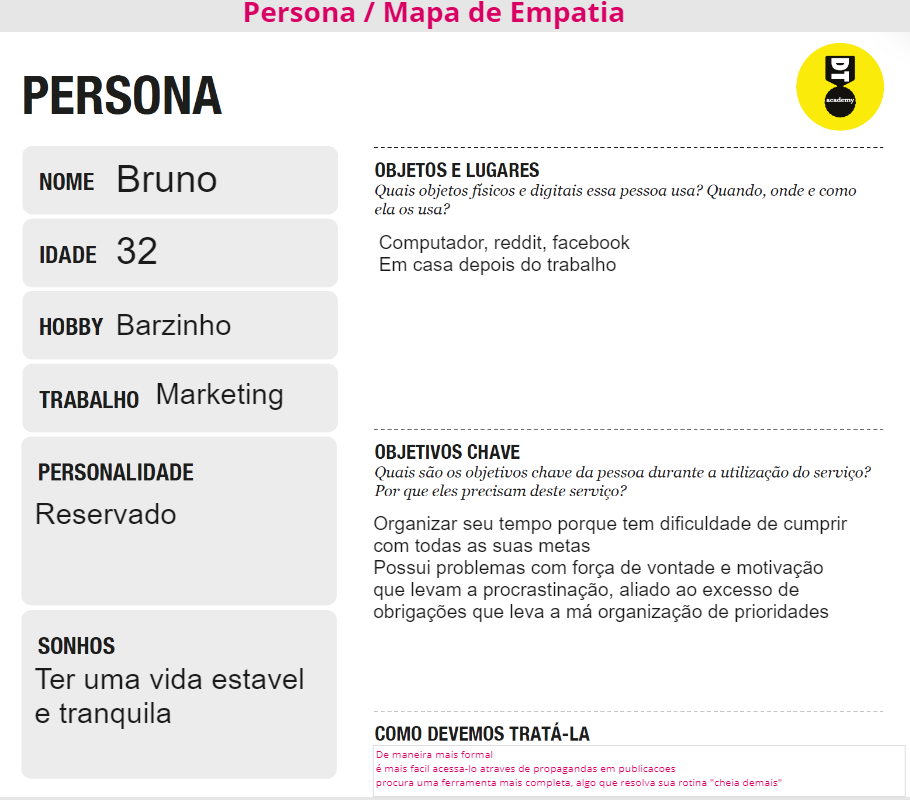 Persona / Mapa de Empatia
PERSONA
DT
academy
NOME Bruno
IDADE 32
HOBBY Barzinho
TRABALHO Marketing
PERSONALIDADE
Reservado
SONHOS
Ter uma vida estavel
e tranquila
OBJETOS E LUGARES
Quais objetos físicos e digitais essa pessoa usa? Quando, onde e como
ela os usa?
Computador, reddit, facebook
Em casa depois do trabalho
OBJETIVOS CHAVE
Quais são os objetivos chave da pessoa durante a utilização do serviço?
Por que eles precisam deste serviço?
Organizar seu tempo porque tem dificuldade de cumprir
com todas as suas metas
Possui problemas com força de vontade e motivação
que levam a procrastinação, aliado ao excesso de
obrigações que leva a má organização de prioridades
COMO DEVEMOS TRATÁ-LA
De maneira mais formal
é mais facil acessa-lo atraves de propagandas em publicacoes
procura uma ferramenta mais completa, algo que resolva sua rotina "cheia demais"